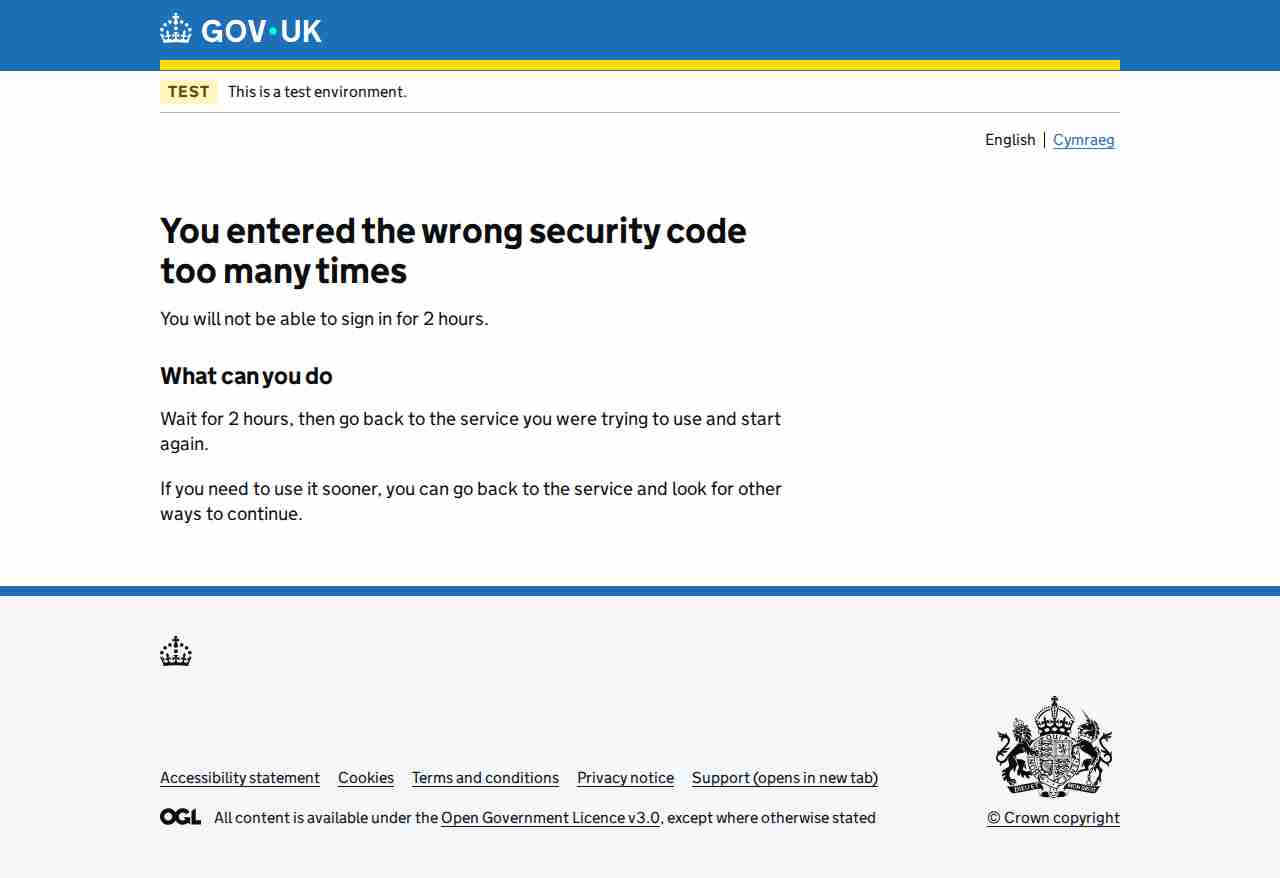 GOV·UK
TEST This is a test environment.
English Cymraeg
You entered the wrong security code
too many times
You will not be able to sign in for 2 hours.
What can you do
Wait for 2 hours, then go back to the service you were trying to use and start
again.
If you need to use it sooner, you can go back to the service and look for other
ways to continue.
Accessibility statement Cookies Terms and conditions Privacy notice Support (opens in new tab)
OGL All content is available under the Open Government Licence v3.0, except where otherwise stated
© Crown copyright